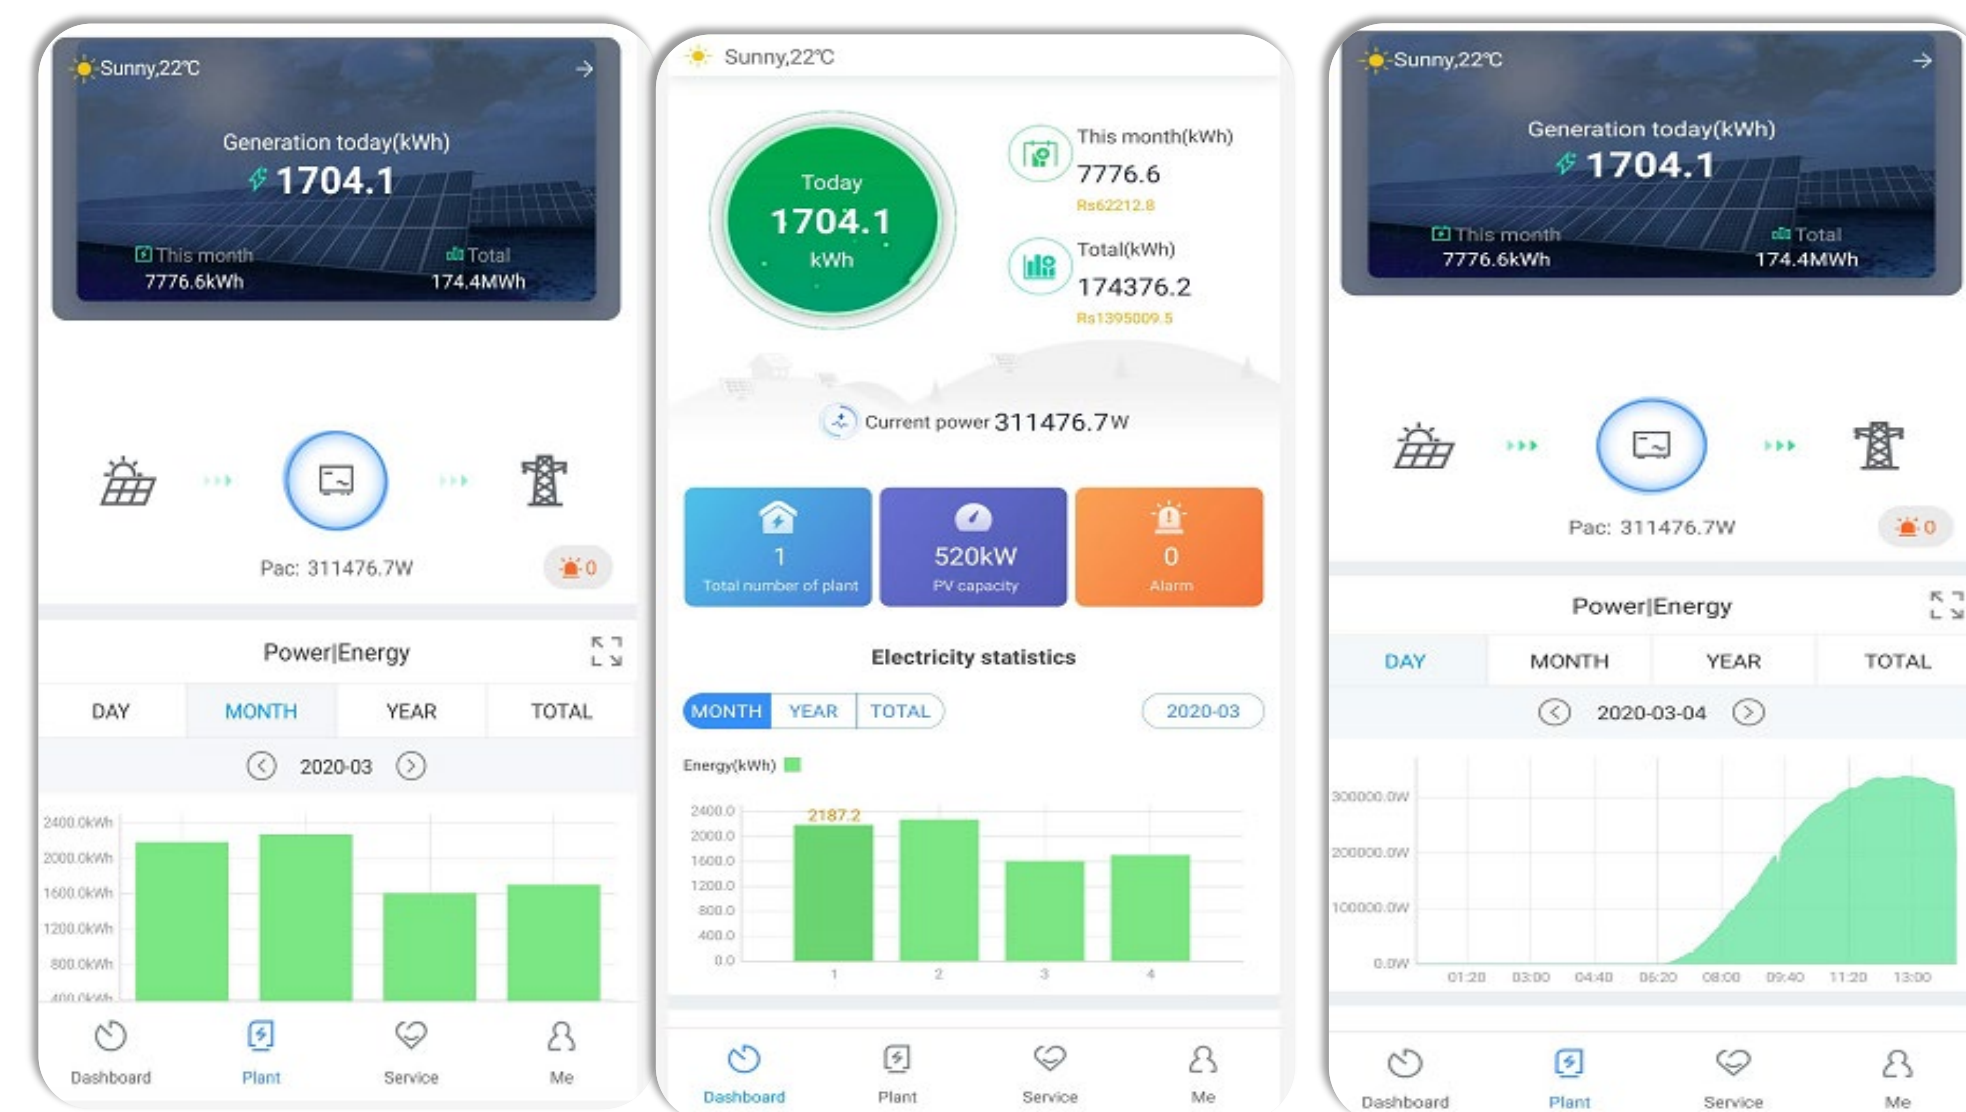 Sunny,22℃
Generation today(kWh)
1704.1
This month
Total
7776.6kWh
174.4MWh
Pac: 311476.7W
0
Power|Energy
DAY MONTH YEAR TOTAL
2020-03
2400.0kWh
2000.0kWh
1600.0kWh
1200.0kWh
800.0kWh
400.0kWh
Dashboard Plant Service Me
Sunny,22℃
Today
1704.1
kWh
This month(kWh)
7776.6
Rs62212.8
Total(kWh)
174376.2
Rs1395009.5
Current power 311476.7W
1
Total number of plant
520kW
PV capacity
0
Alarm
Electricity statistics
MONTH YEAR TOTAL
2020-03
Energy(kWh)
2187.2
2400.0
2000.0
1600.0
1200.0
800.0
400.0
0.0
1 2 3 4
Dashboard Plant Service Me
Sunny,22℃
Generation today(kWh)
1704.1
This month
Total
7776.6kWh
174.4MWh
Pac: 311476.7W
0
Power|Energy
DAY MONTH YEAR TOTAL
2020-03-04
300000.0W
200000.0W
100000.0W
0.0W
01:20 03:00 04:40 06:20 08:00 09:40 11:20 13:00
Dashboard Plant Service Me